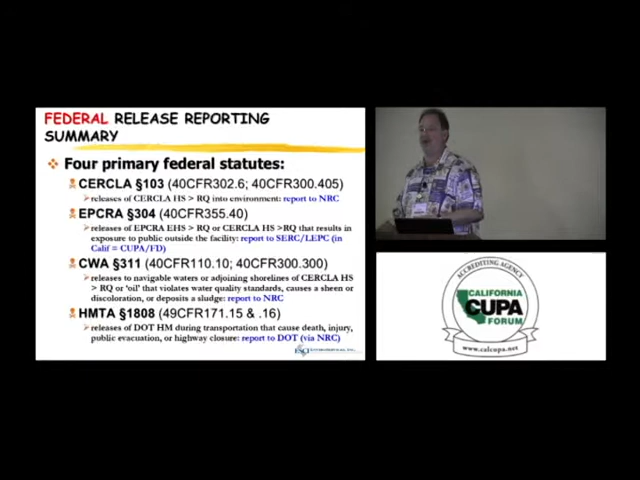 FEDERAL RELEASE REPORTING
SUMMARY
Four primary federal statutes:
CERCLA §103 (40CFR302.6; 40CFR300.405)
releases of CERCLA HS > RQ into environment: report to NRC
EPCRA §304 (40CFR355.40)
releases of EPCRA EHS > RQ or CERCLA HS >RQ that results in
exposure to public outside the facility: report to SERC/LEPC (in
Calif = CUPA/FD)
CWA §311 (40CFR110.10; 40CFR300.300)
releases to navigable waters or adjoining shorelines of CERCLA HS
> RQ or 'oil' that violates water quality standards, causes a sheen or
discoloration, or deposits a sludge: report to NRC
HMTA §1808 (49CFR171.15 & .16)
releases of DOT HM during transportation that cause death, injury,
public evacuation, or highway closure: report to DOT (via NRC)
ACCREDITING AGENCY
CALIFORNIA
CUPA
FORUM
www.calcupa.net